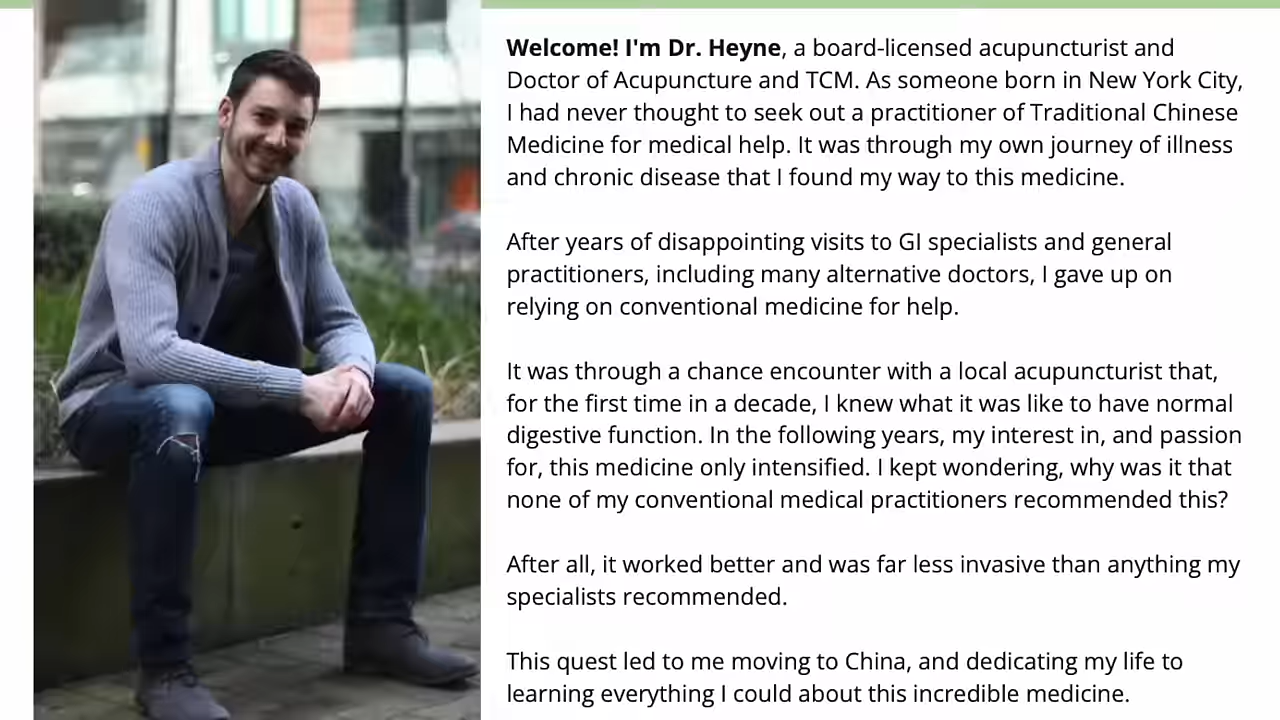 Welcome! I'm Dr. Heyne, a board-licensed acupuncturist and
Doctor of Acupuncture and TCM. As someone born in New York City,
I had never thought to seek out a practitioner of Traditional Chinese
Medicine for medical help. It was through my own journey of illness
and chronic disease that I found my way to this medicine.
After years of disappointing visits to GI specialists and general
practitioners, including many alternative doctors, I gave up on
relying on conventional medicine for help.
It was through a chance encounter with a local acupuncturist that,
for the first time in a decade, I knew what it was like to have normal
digestive function. In the following years, my interest in, and passion
for, this medicine only intensified. I kept wondering, why was it that
none of my conventional medical practitioners recommended this?
After all, it worked better and was far less invasive than anything my
specialists recommended.
This quest led to me moving to China, and dedicating my life to
learning everything I could about this incredible medicine.